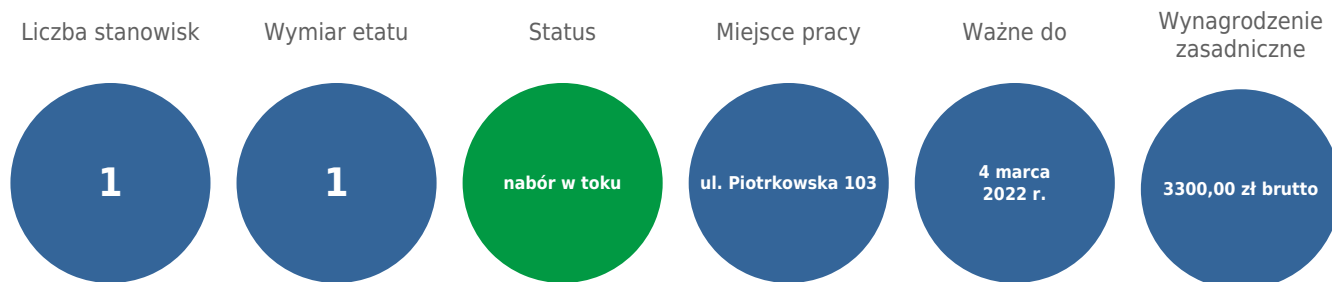 Liczba stanowisk
1
Wymiar etatu
1
Status
nabór w toku
Miejsce pracy
ul. Piotrkowska 103
Ważne do
4 marca
2022 r.
Wynagrodzenie
zasadniczne
3300,00 zł brutto